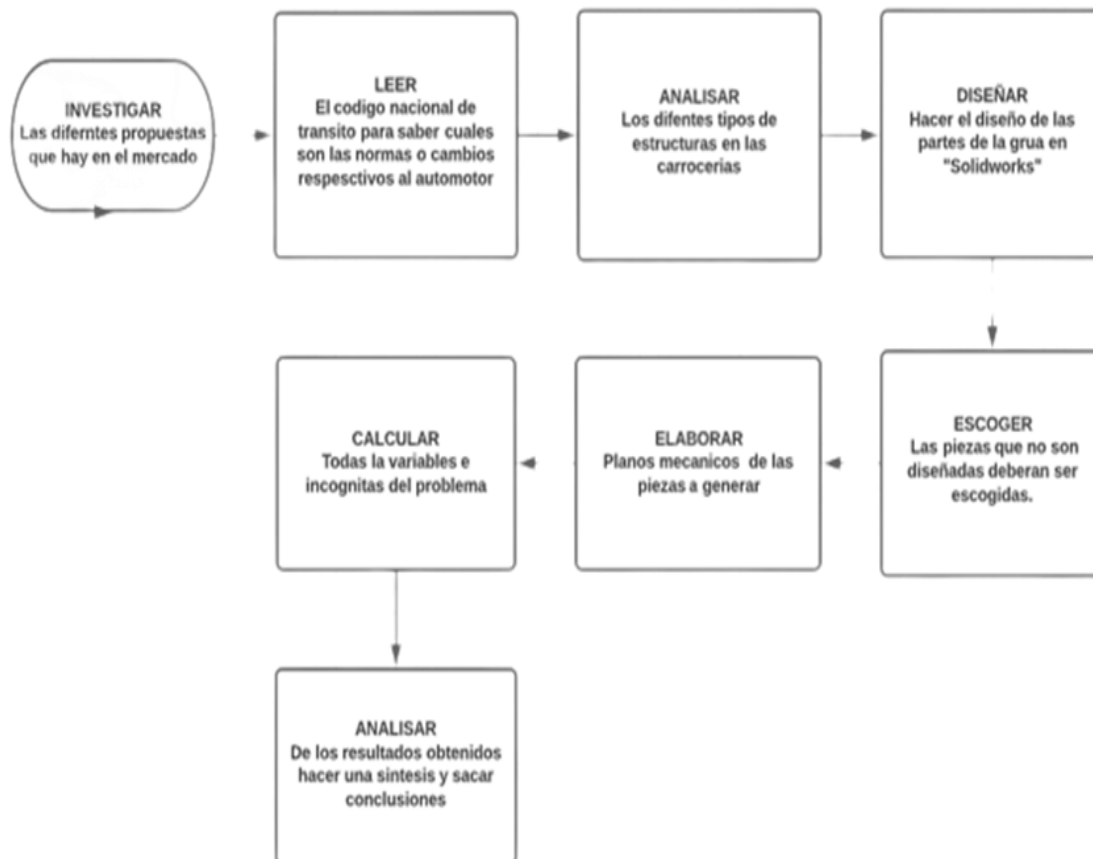 INVESTIGAR
Las diferntes propuestas
que hay en el mercado
LEER
El codigo nacional de
transito para saber cuales
son las normas o cambios
respesctivos al automotor
ANALISAR
Los difentes tipos de
estructuras en las
carrocerias
DISEÑAR
Hacer el diseño de las
partes de la grua en
"Solidworks"
ESCOGER
Las piezas que no son
diseñadas deberan ser
escogidas.
ELABORAR
Planos mecanicos de las
piezas a generar
CALCULAR
Todas la variables e
incognitas del problema
ANALISAR
De los resultados obtenidos
hacer una sintesis y sacar
conclusiones